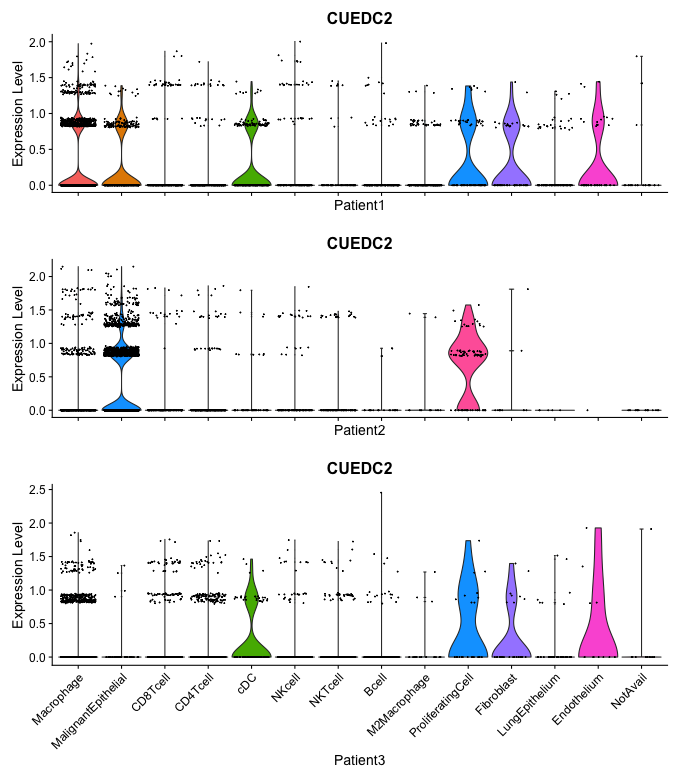 CUEDC2
Expression Level
2.0
1.5
1.0
0.5
0.0
Patient1
CUEDC2
Expression Level
2.0
1.5
1.0
0.5
0.0
Patient2
CUEDC2
Expression Level
2.5
2.0
1.5
1.0
0.5
0.0
Macrophage
MalignantEpithelial
CD8Tcell
CD4Tcell
cDC
NKcell
NKTcell
Bcell
M2Macrophage
ProliferatingCell
Fibroblast
LungEpithelium
Endothelium
NotAvail
Patient3